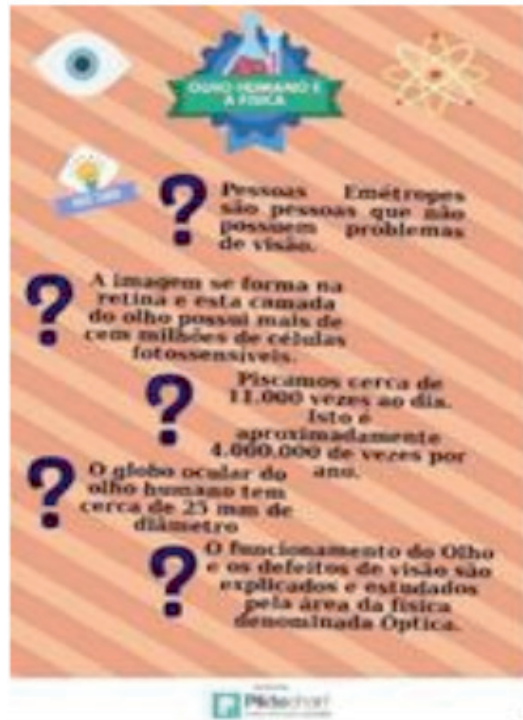 OLHO HUMANO E
A FÍSICA
Pessoas Emétropes
são pessoas que não
possuem problemas
de visão.
A imagem se forma na
retina e esta camada
do olho possui mais de
cem milhões de células
fotossensíveis.
Piscamos cerca de
11.000 vezes ao dia.
Isto é
aproximadamente
4.000.000 de vezes por
ano.
O globo ocular do
olho humano tem
cerca de 25 mm de
diâmetro
O funcionamento do Olho
e os defeitos de visão são
explicados e estudados
pela área da física
denominada Óptica.
Piktochart